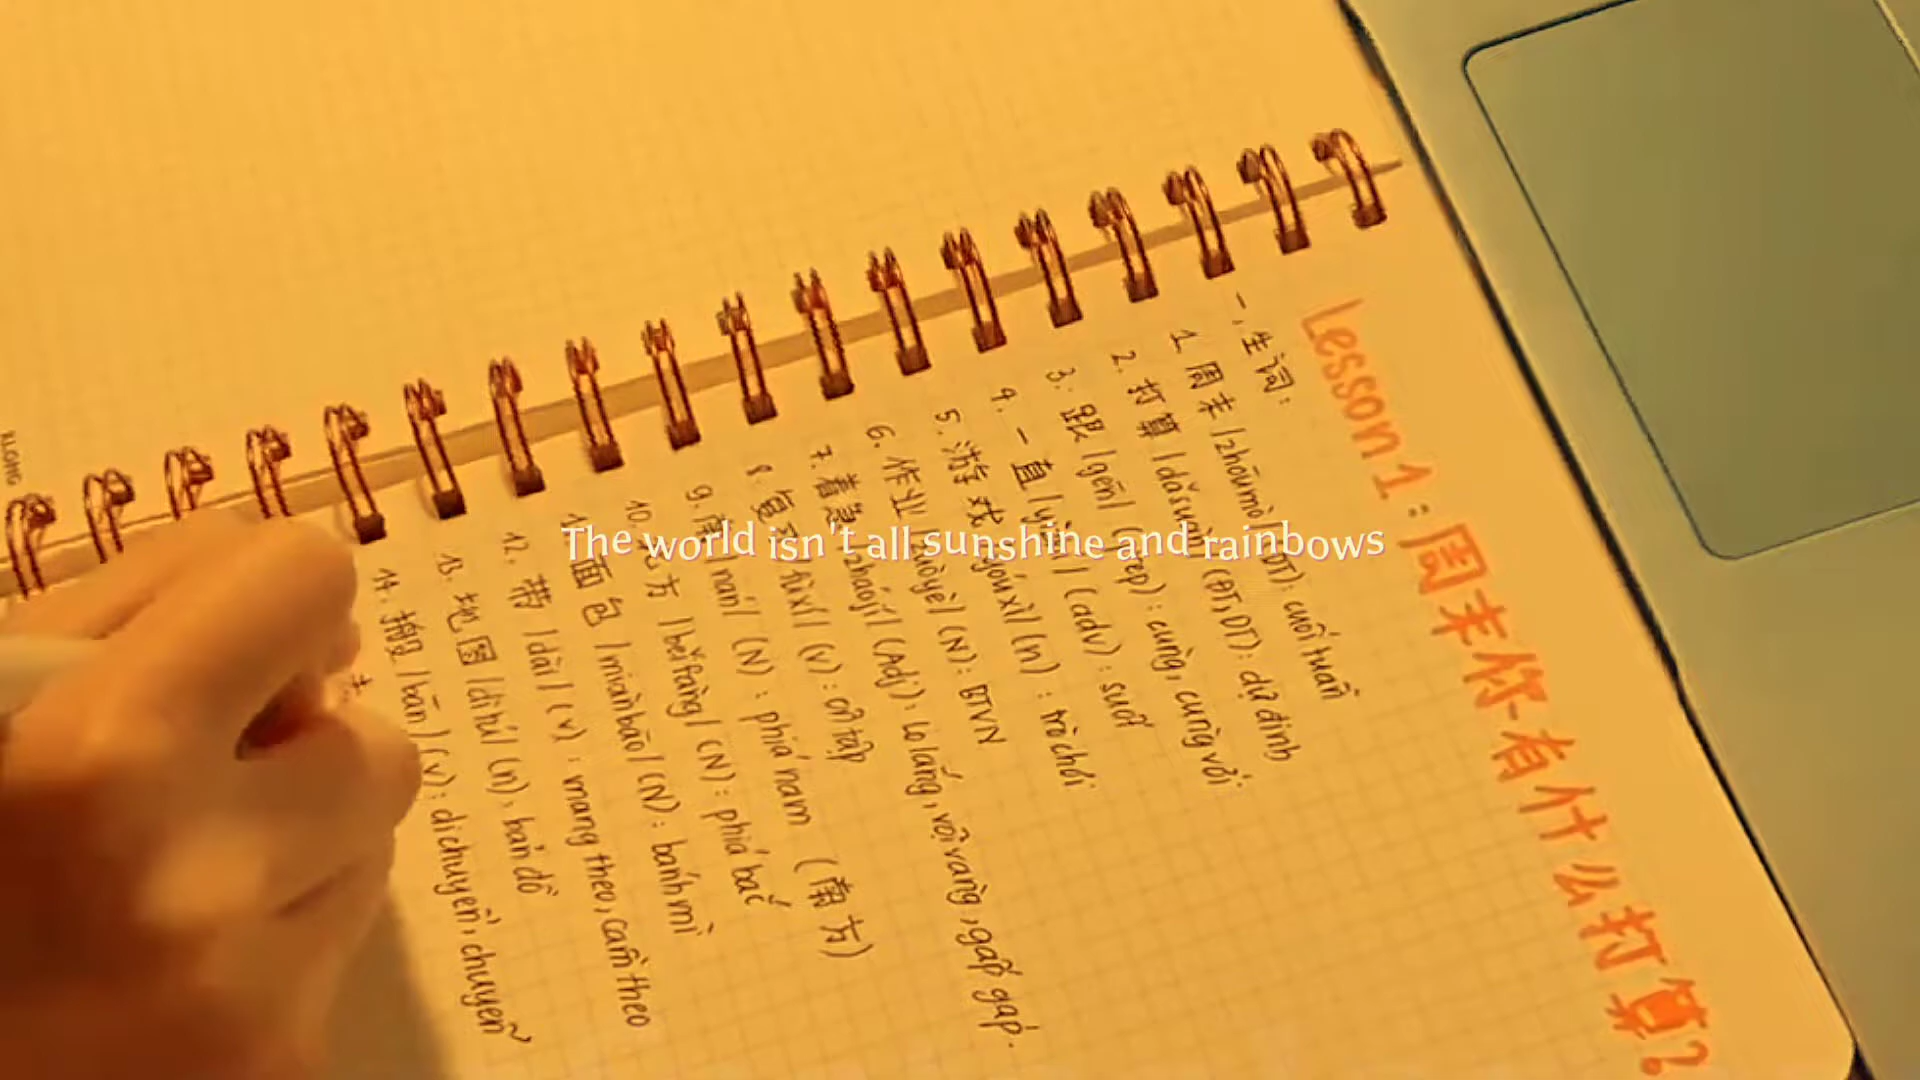 Lesson 1: 周末你有什么打算?
一, 生词:
1. 周末 /zhōumò/ (DT): cuối tuần
2. 打算 /dǎsuàn/ (ĐT, DT): dự định
3. 跟 /gēn/ (prep): cùng, cùng với
4. 一直 / (adv): suốt
5. 游戏 yóuxì/ (n): trò chơi
6. 作业 zuòyè/ (N): BTVN
7. 着急 zháojí/ (Adj): lo lắng, vội vàng, gấp gáp.
8. 复习 fùxí/ (V): ôn tập
9. 南 nán/ (N): phía nam (南方)
10. 北方 /běifāng/ (N): phía bắc
面包 /miànbāo/ (N): bánh mì
12. 带 /dài/ (v): mang theo, cầm theo
13. 地图 /dìtú/ (n): bản đồ
14. 搬 /bān/ (v): di chuyển, chuyển
The world isn't all sunshine and rainbows
KLONG